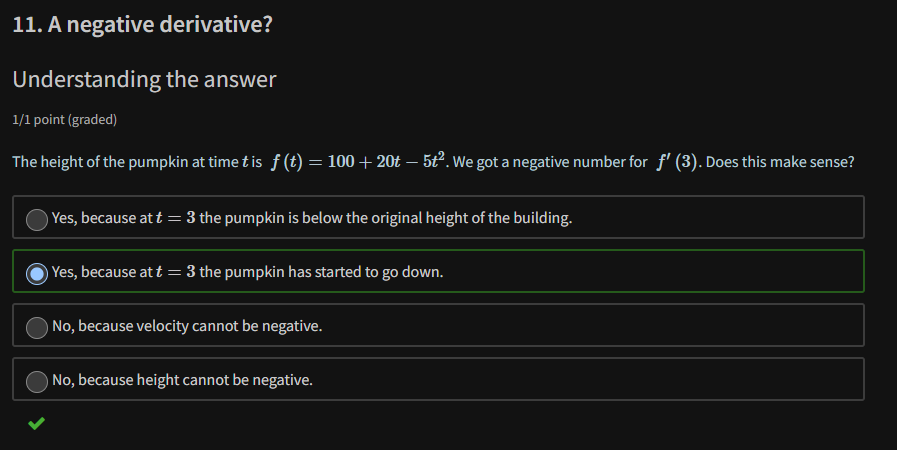 11. A negative derivative?
Understanding the answer
1/1 point (graded)
The height of the pumpkin at time t is f (t) = 100 + 20t − 5t². We got a negative number for f′ (3). Does this make sense?
Yes, because at t = 3 the pumpkin is below the original height of the building.
Yes, because at t = 3 the pumpkin has started to go down.
No, because velocity cannot be negative.
No, because height cannot be negative.